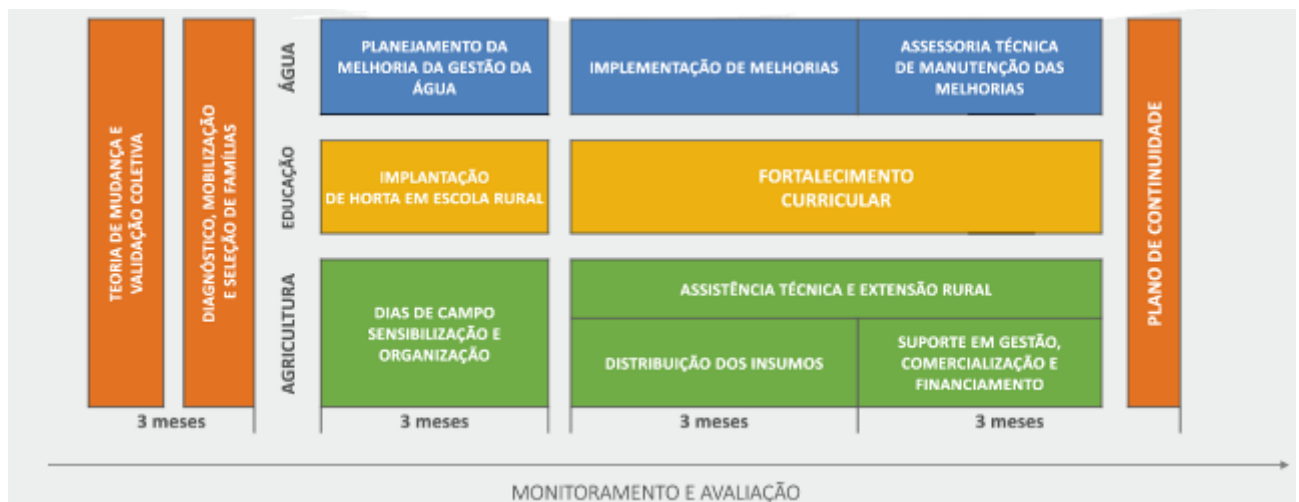 TEORIA DE MUDANÇA E
VALIDAÇÃO COLETIVA
DIAGNÓSTICO, MOBILIZAÇÃO
E SELEÇÃO DE FAMÍLIAS
ÁGUA
PLANEJAMENTO DA
MELHORIA DA GESTÃO DA
ÁGUA
IMPLEMENTAÇÃO DE MELHORIAS
ASSESSORIA TÉCNICA
DE MANUTENÇÃO DAS
MELHORIAS
EDUCAÇÃO
IMPLANTAÇÃO
DE HORTA EM ESCOLA RURAL
FORTALECIMENTO
CURRICULAR
AGRICULTURA
DIAS DE CAMPO
SENSIBILIZAÇÃO E
ORGANIZAÇÃO
ASSISTÊNCIA TÉCNICA E EXTENSÃO RURAL
DISTRIBUIÇÃO DOS INSUMOS
SUPORTE EM GESTÃO,
COMERCIALIZAÇÃO E
FINANCIAMENTO
PLANO DE CONTINUIDADE
3 meses
3 meses
3 meses
3 meses
MONITORAMENTO E AVALIAÇÃO